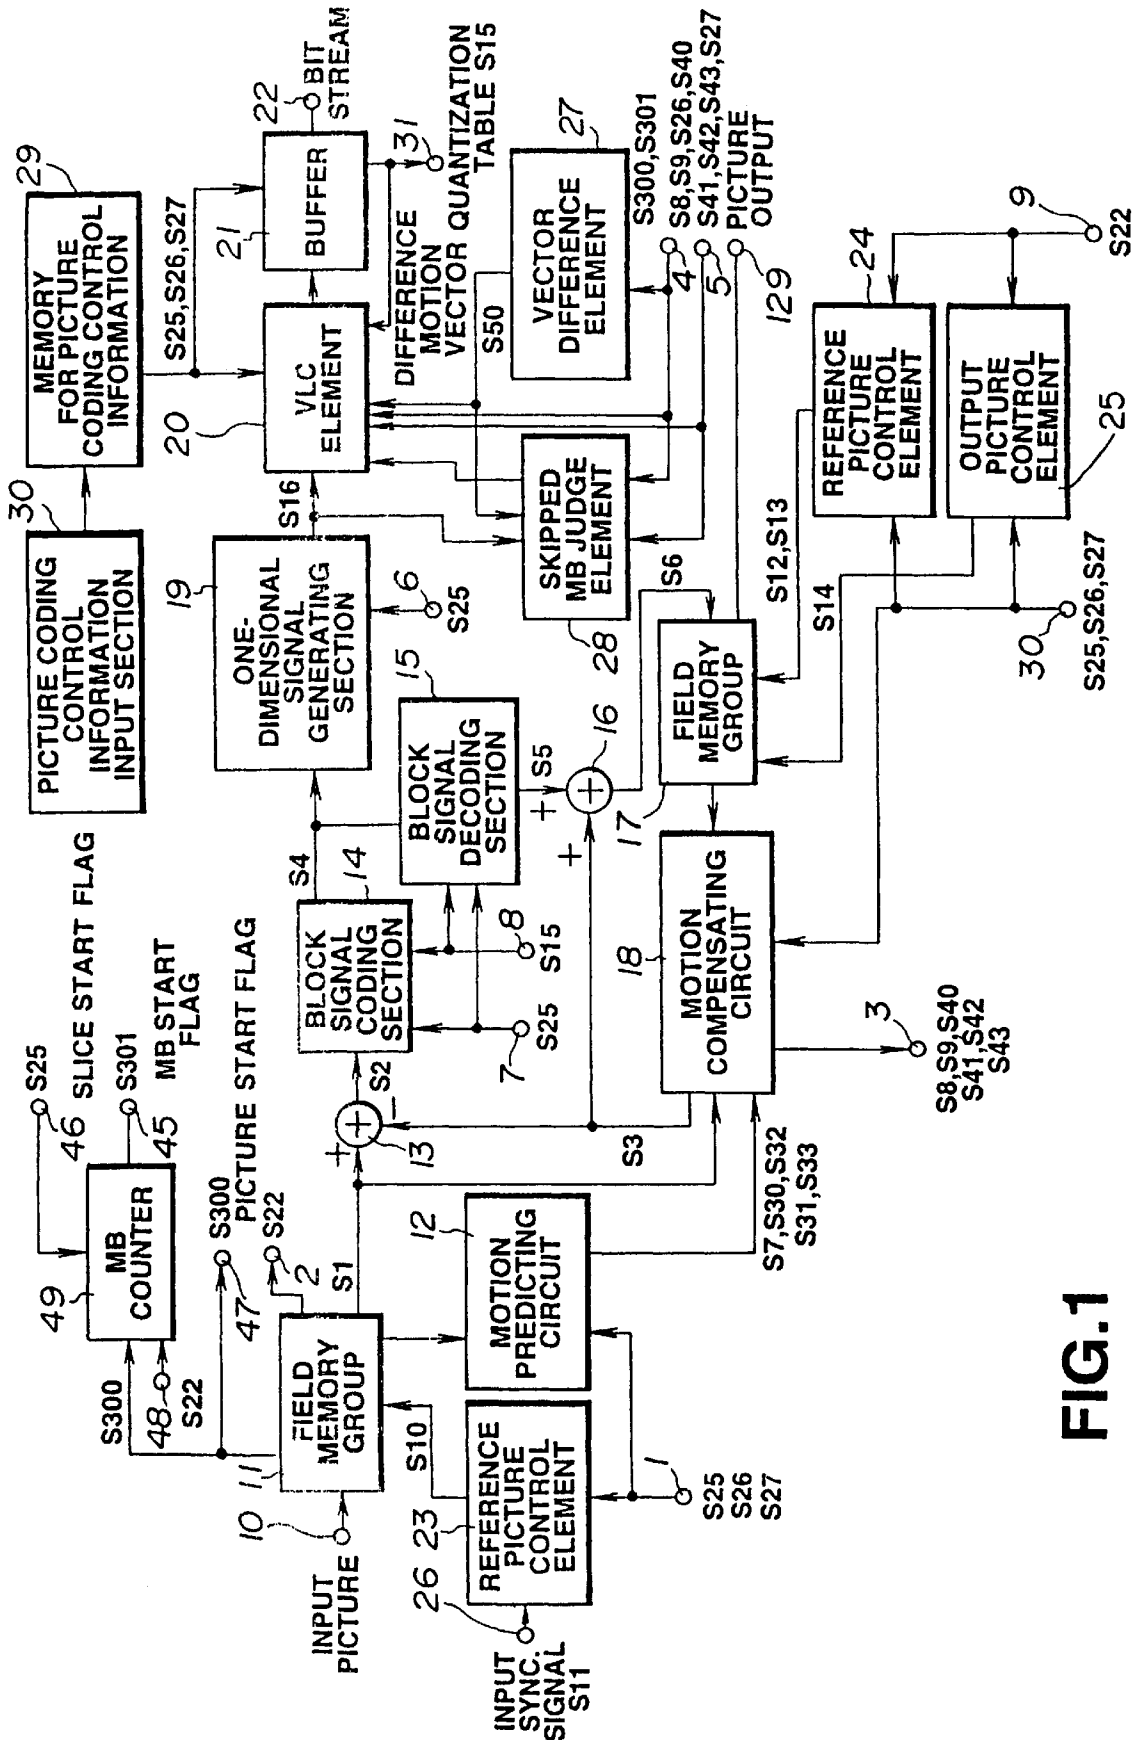 PICTURE CODING
CONTROL
INFORMATION
INPUT SECTION
30
MEMORY
FOR PICTURE
CODING CONTROL
INFORMATION
29
S25,S26,S27
SLICE START FLAG
S25
46
S301
45
MB START
FLAG
MB
COUNTER
49
S300
48
S22
S300
47
PICTURE START FLAG
S22
2
INPUT
PICTURE
10
11
FIELD
MEMORY
GROUP
S1
+
−
13
S2
BLOCK
SIGNAL
CODING
SECTION
14
S4
ONE-
DIMENSIONAL
SIGNAL
GENERATING
SECTION
19
S16
6
S25
VLC
ELEMENT
20
BUFFER
21
22
BIT
STREAM
31
DIFFERENCE
MOTION
VECTOR QUANTIZATION
TABLE S15
S50
BLOCK
SIGNAL
DECODING
SECTION
15
S5
+
+
16
S6
7
S25
8
S15
SKIPPED
MB JUDGE
ELEMENT
28
VECTOR
DIFFERENCE
ELEMENT
27
S300,S301
4
S8,S9,S26,S40
5
S41,S42,S43,S27
129
PICTURE
OUTPUT
INPUT
SYNC.
SIGNAL
S11
26
REFERENCE
PICTURE
CONTROL
ELEMENT
23
S10
MOTION
PREDICTING
CIRCUIT
12
1
S25
S26
S27
S3
S7,S30,S32
S31,S33
MOTION
COMPENSATING
CIRCUIT
18
3
S8,S9,S40
S41,S42
S43
FIELD
MEMORY
GROUP
17
S12,S13
S14
REFERENCE
PICTURE
CONTROL
ELEMENT
24
OUTPUT
PICTURE
CONTROL
ELEMENT
25
9
S22
30
S25,S26,S27
FIG.1